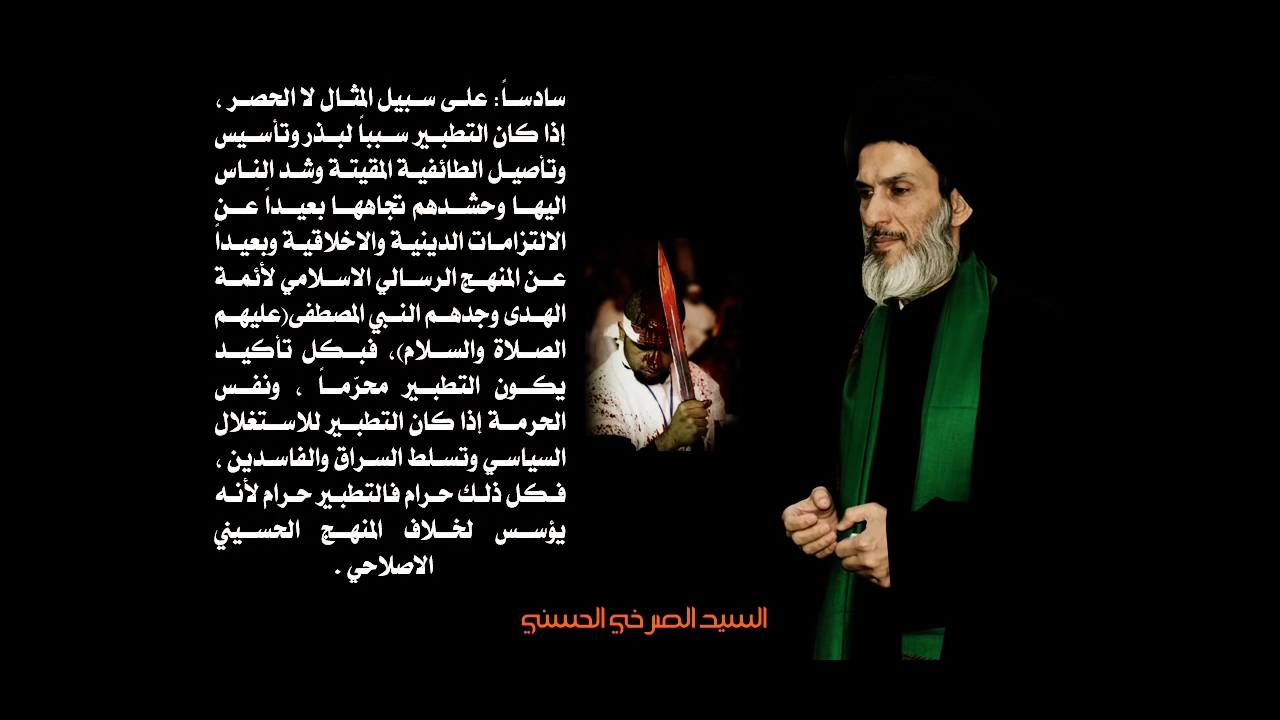 سادساً: على سبيل المثال لا الحصر ،
إذا كان التطبير سبباً لبذر وتأسيس
وتأصيل الطائفية المقيتة وشد الناس
اليها وحشدهم تجاهها بعيداً عن
الالتزامات الدينية والاخلاقية وبعيداً
عن المنهج الرسالي الاسلامي لأئمة
الهدى وجدهم النبي المصطفى(عليهم
الصلاة والسلام)، فبكل تأكيد
يكون التطبير محرّماً ، ونفس
الحرمة إذا كان التطبير للاستغلال
السياسي وتسلط السراق والفاسدين ،
فكل ذلك حرام فالتطبير حرام لأنه
يؤسس لخلاف المنهج الحسيني
الاصلاحي .
السيد الصرخي الحسني